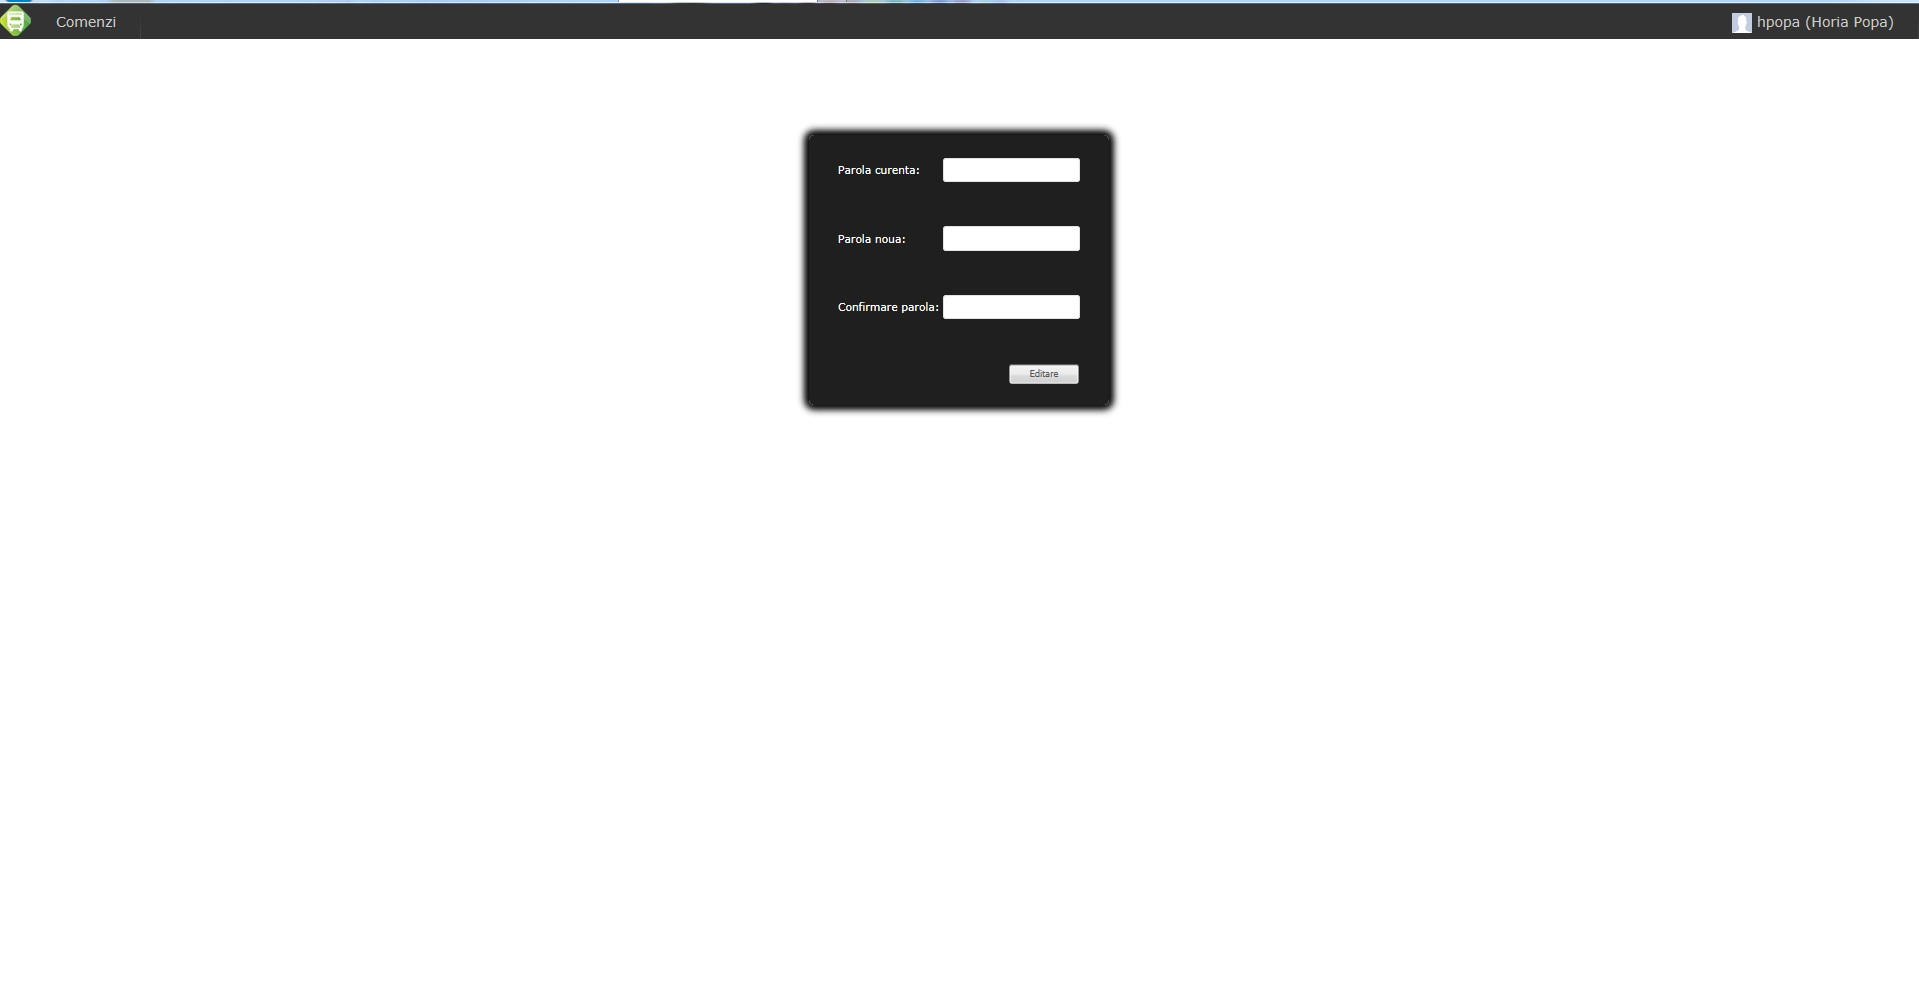 Comenzi
hpopa (Horia Popa)
Parola curenta:
Parola noua:
Confirmare parola:
Editare